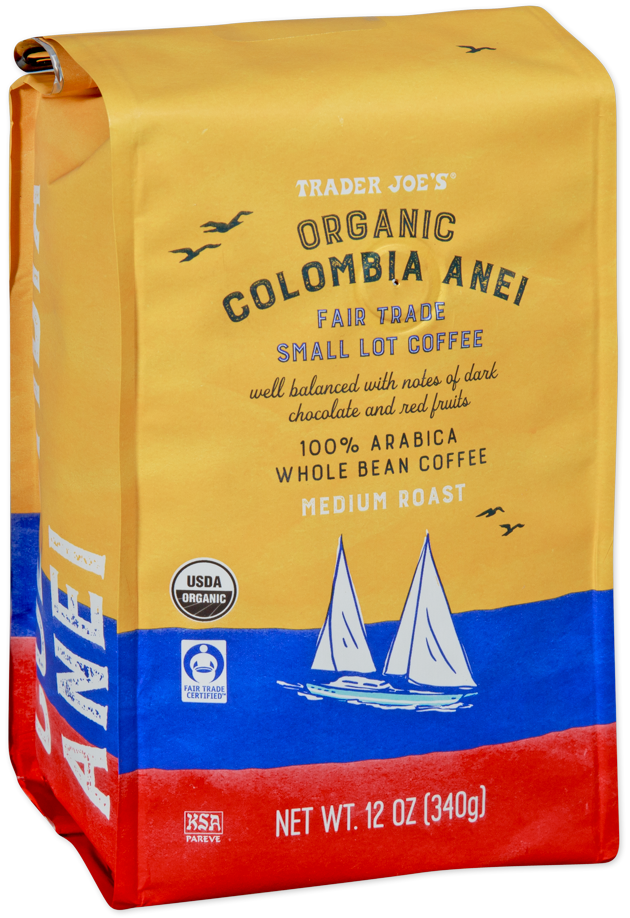 TRADER JOE'S®
ORGANIC
COLOMBIA ANEI
FAIR TRADE
SMALL LOT COFFEE
well balanced with notes of dark
chocolate and red fruits
100% ARABICA
WHOLE BEAN COFFEE
MEDIUM ROAST
USDA
ORGANIC
FAIR TRADE
CERTIFIED™
KSA
PAREVE
NET WT. 12 OZ (340g)
ANEI